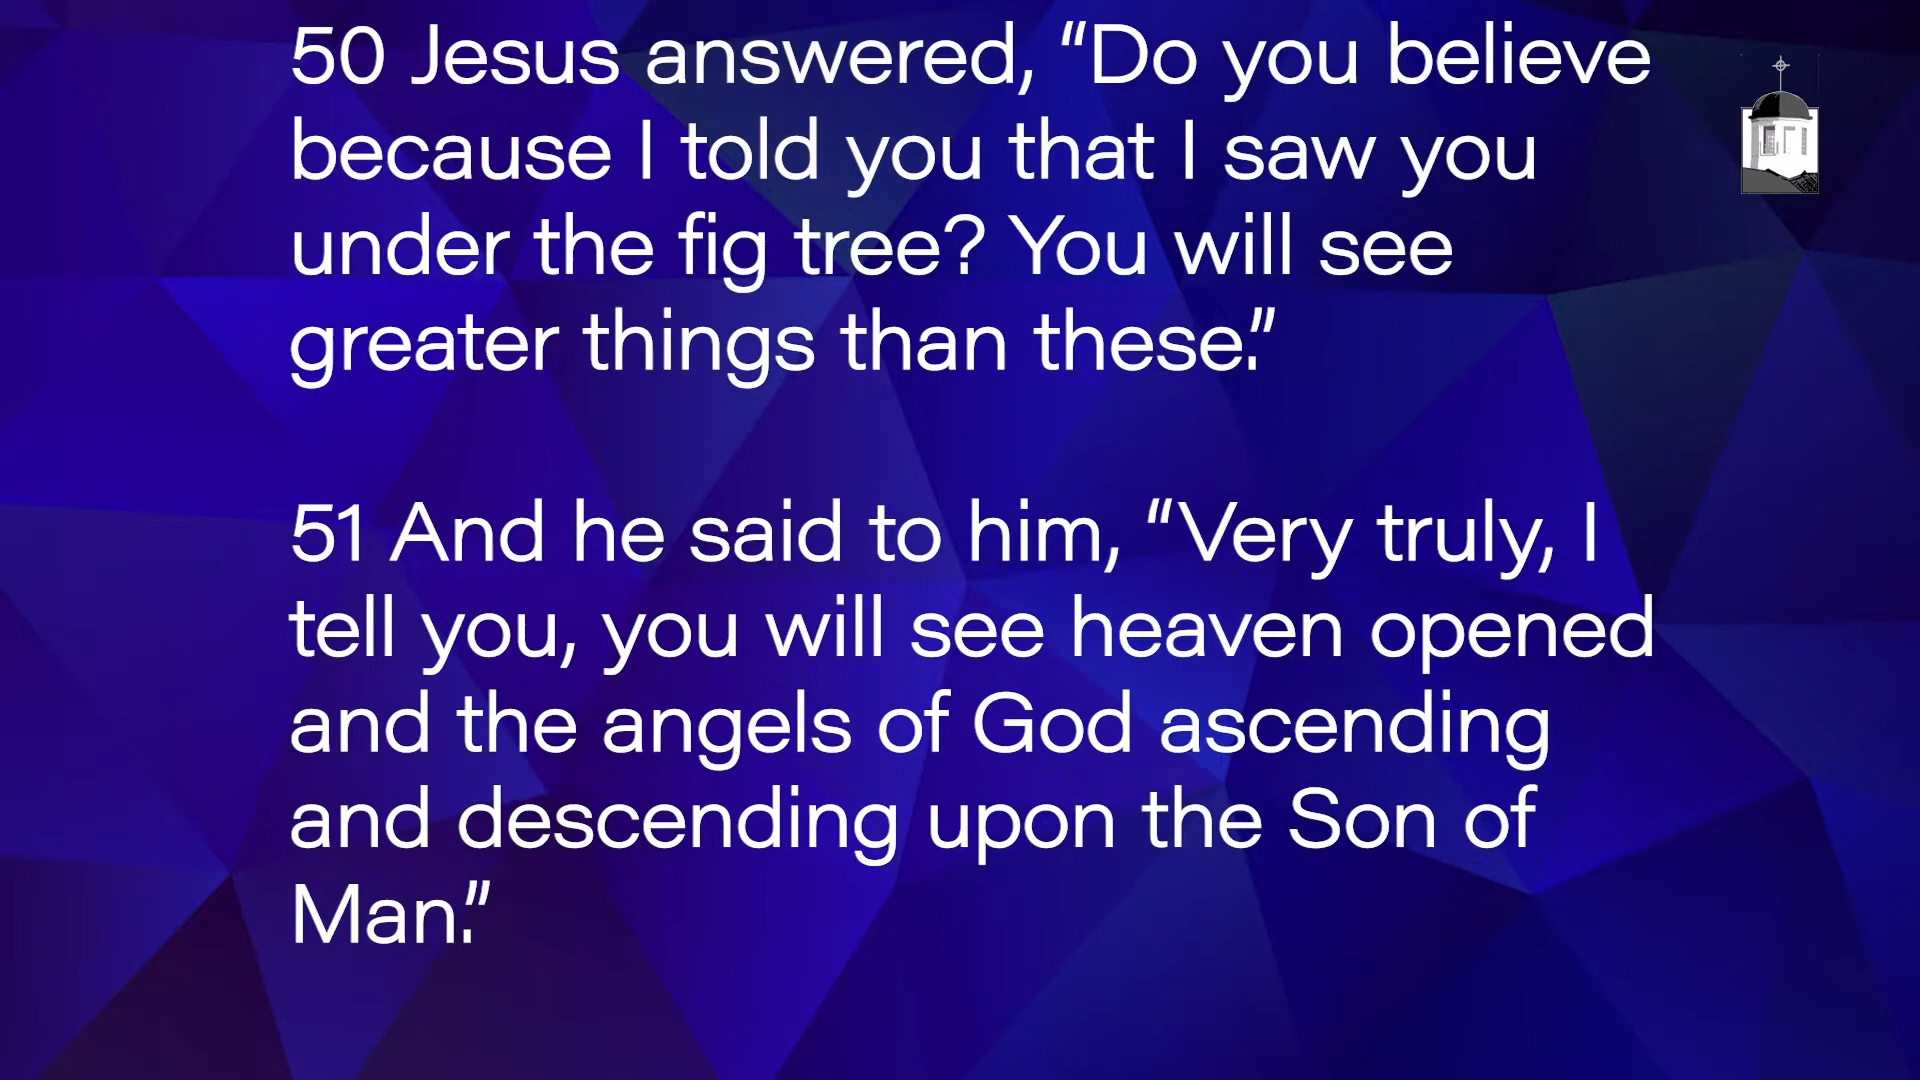 50 Jesus answered, “Do you believe
because I told you that I saw you
under the fig tree? You will see
greater things than these.”
51 And he said to him, “Very truly, I
tell you, you will see heaven opened
and the angels of God ascending
and descending upon the Son of
Man.”